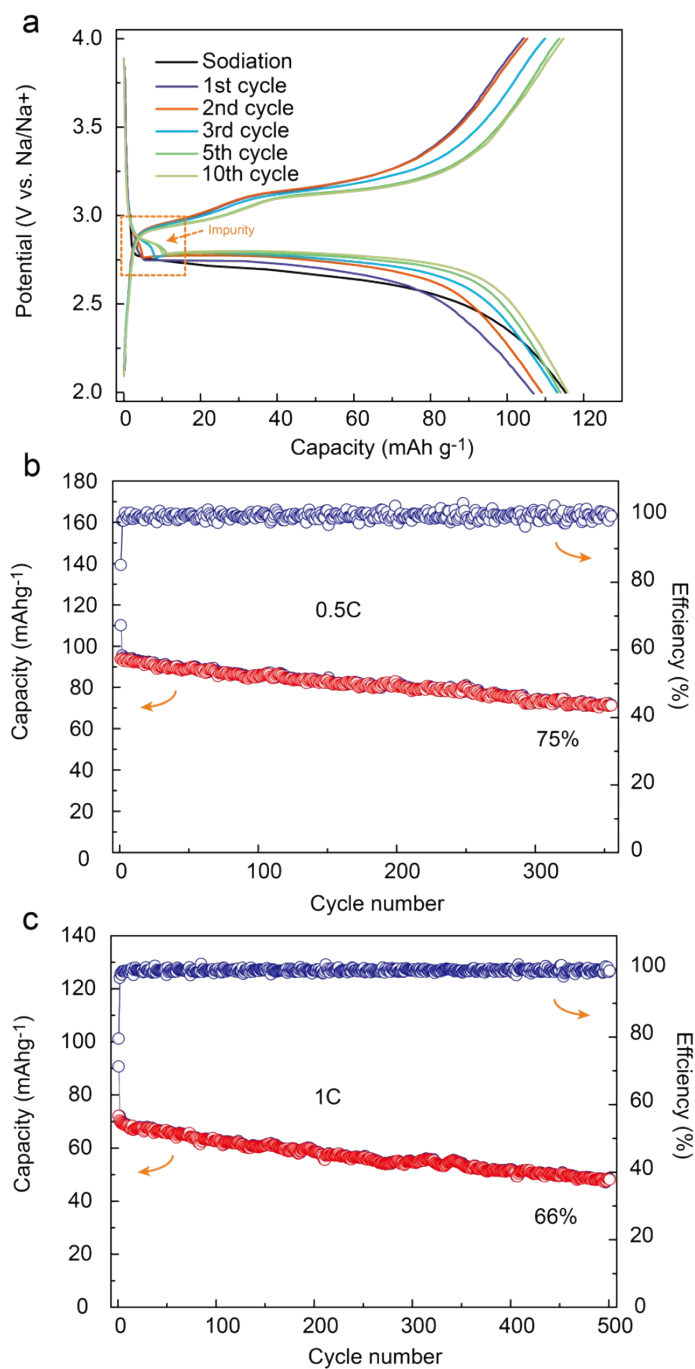 a
4.0
3.5
3.0
2.5
2.0
Potential (V vs. Na/Na+)
Sodiation
1st cycle
2nd cycle
3rd cycle
5th cycle
10th cycle
Impurity
0
20
40
60
80
100
120
Capacity (mAh g-1)
b
180
160
140
120
100
80
60
40
20
0
Capacity (mAhg-1)
0.5C
75%
100
80
60
40
20
0
Effciency (%)
0
100
200
300
Cycle number
c
140
120
100
80
60
40
20
0
Capacity (mAhg-1)
1C
66%
100
80
60
40
20
0
Effciency (%)
0
100
200
300
400
500
Cycle number